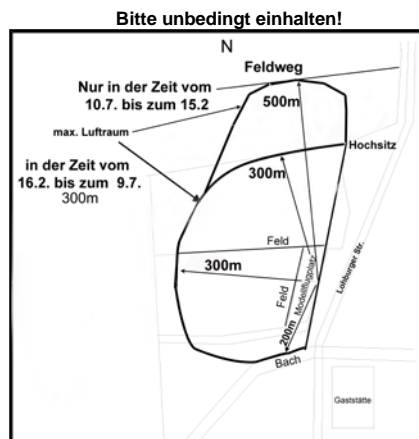 Bitte unbedingt einhalten!
N
Feldweg
Nur in der Zeit vom
10.7. bis zum 15.2
500m
max. Luftraum
Hochsitz
in der Zeit vom
16.2. bis zum 9.7.
300m
300m
Feld
300m
Feld
Modellflugplatz
Lohburger Str.
200m
Bach
Gaststätte